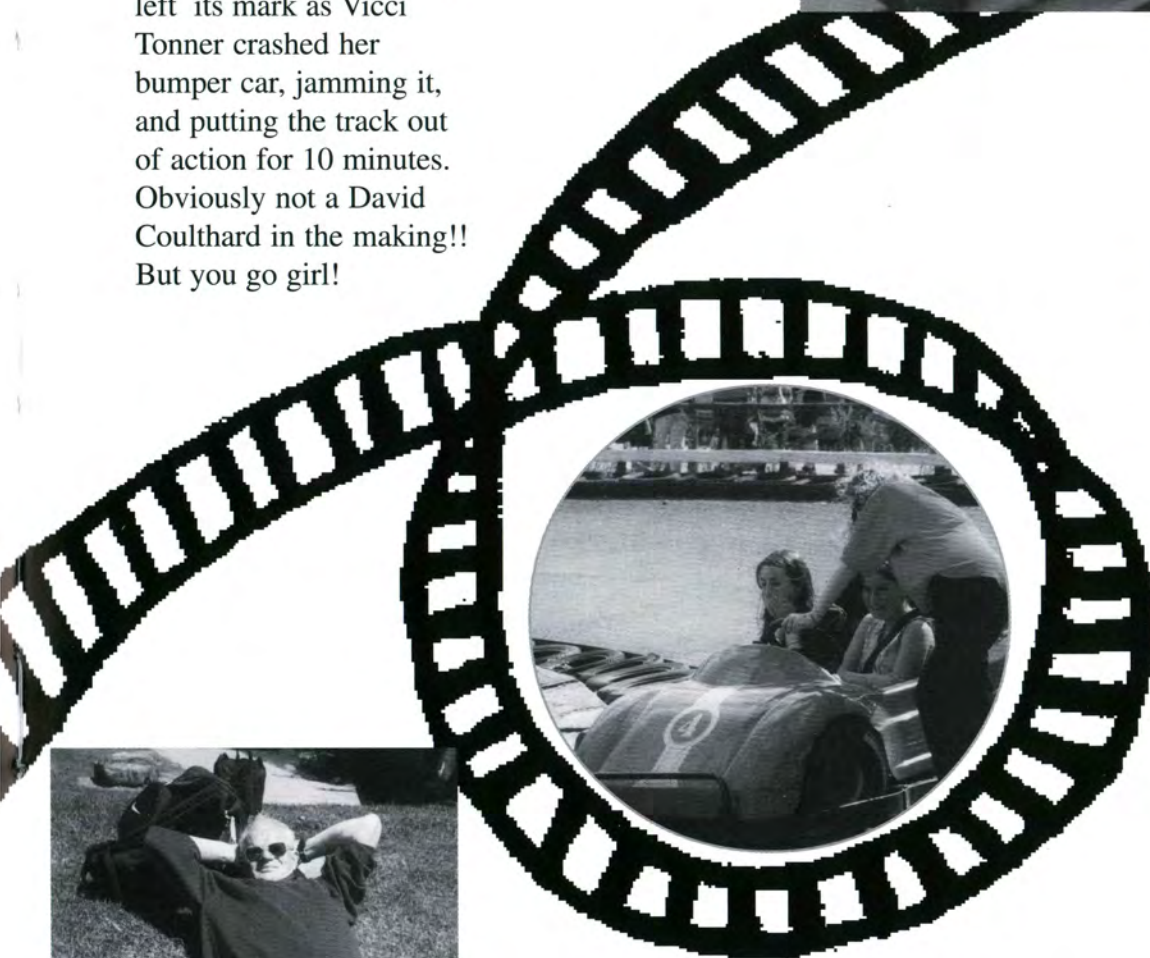 left its mark as Vicci
Tonner crashed her
bumper car, jamming it,
and putting the track out
of action for 10 minutes.
Obviously not a David
Coulthard in the making!!
But you go girl!
4